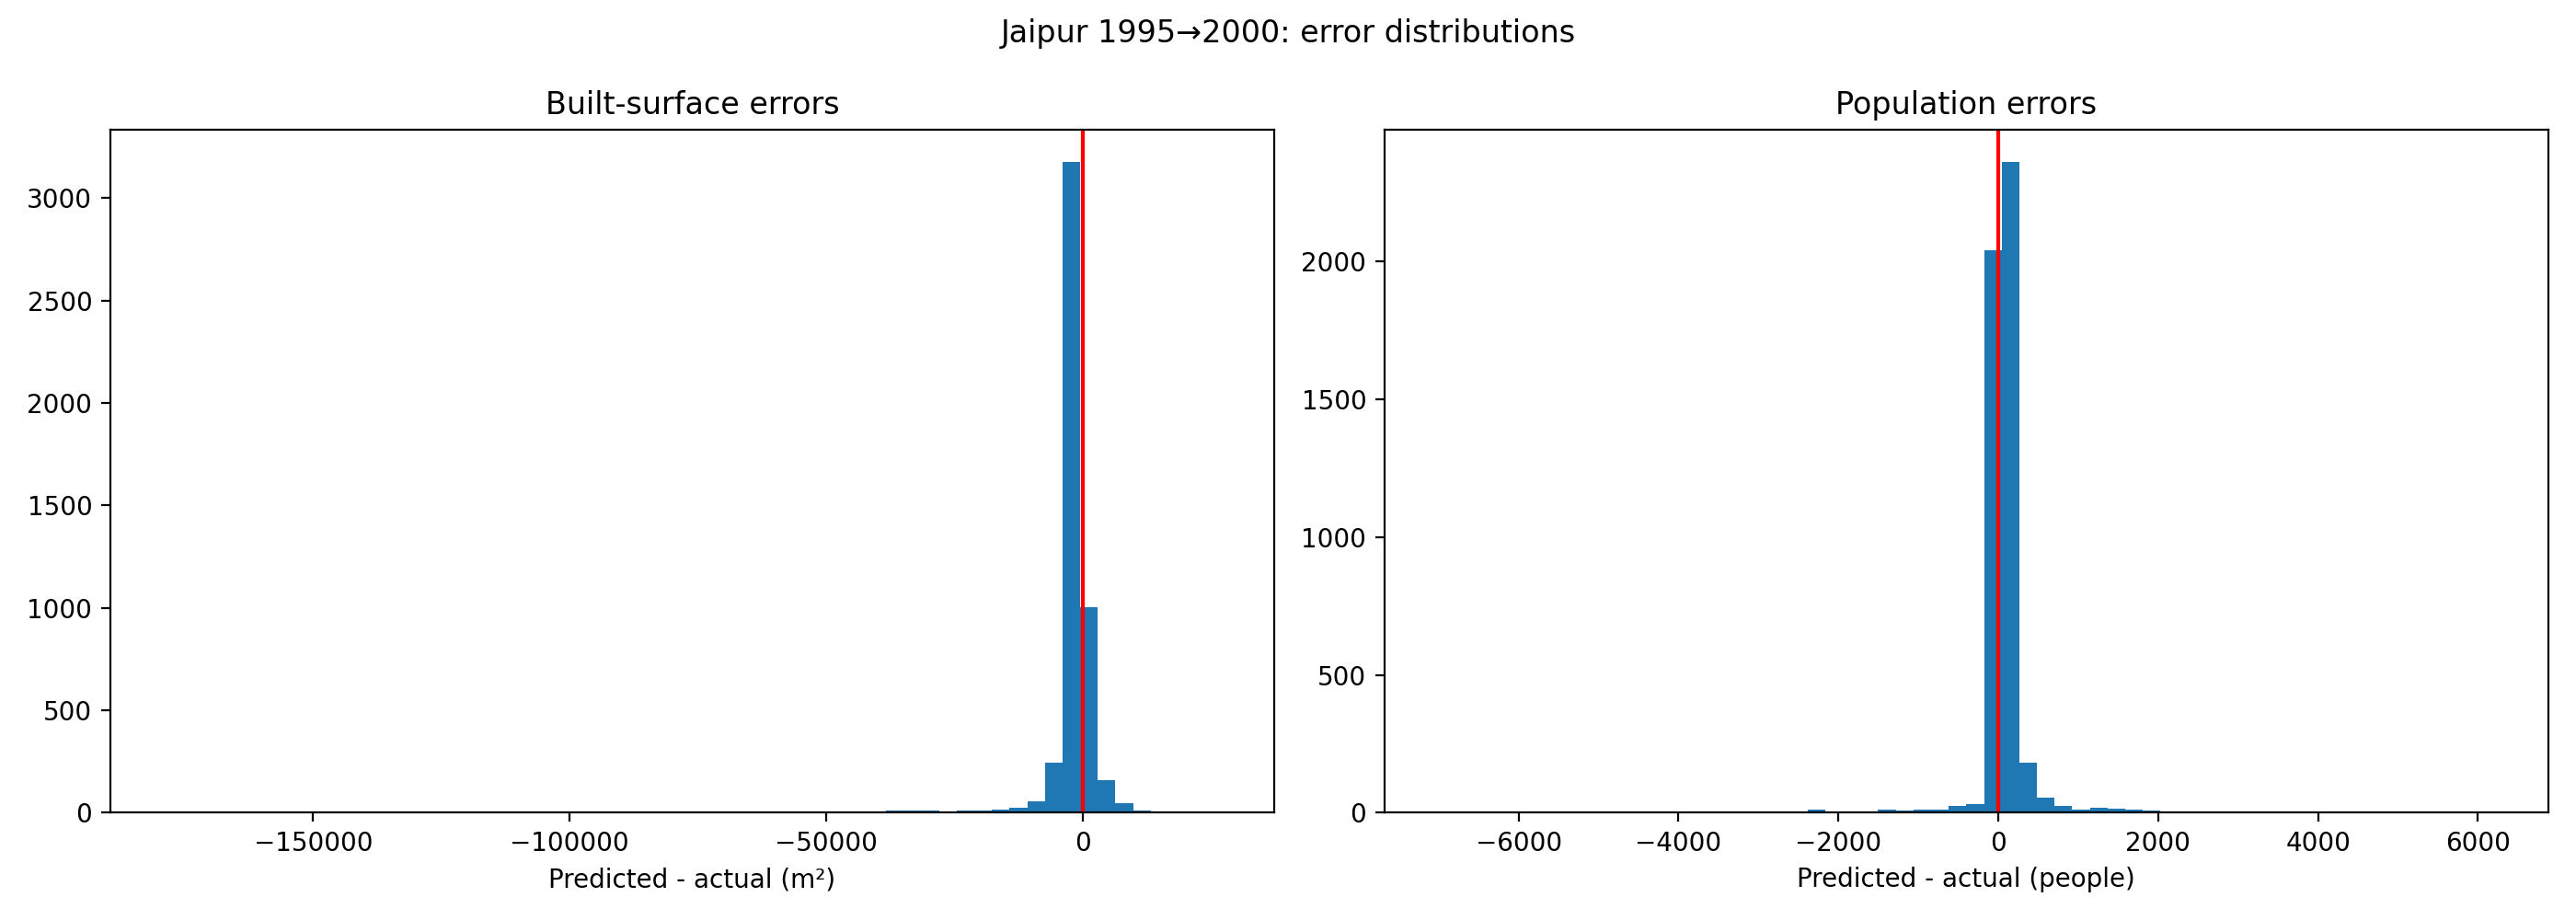 Jaipur 1995→2000: error distributions
Built-surface errors
3000
2500
2000
1500
1000
500
0
−150000 −100000 −50000 0
Predicted - actual (m²)
Population errors
2000
1500
1000
500
0
−6000 −4000 −2000 0 2000 4000 6000
Predicted - actual (people)